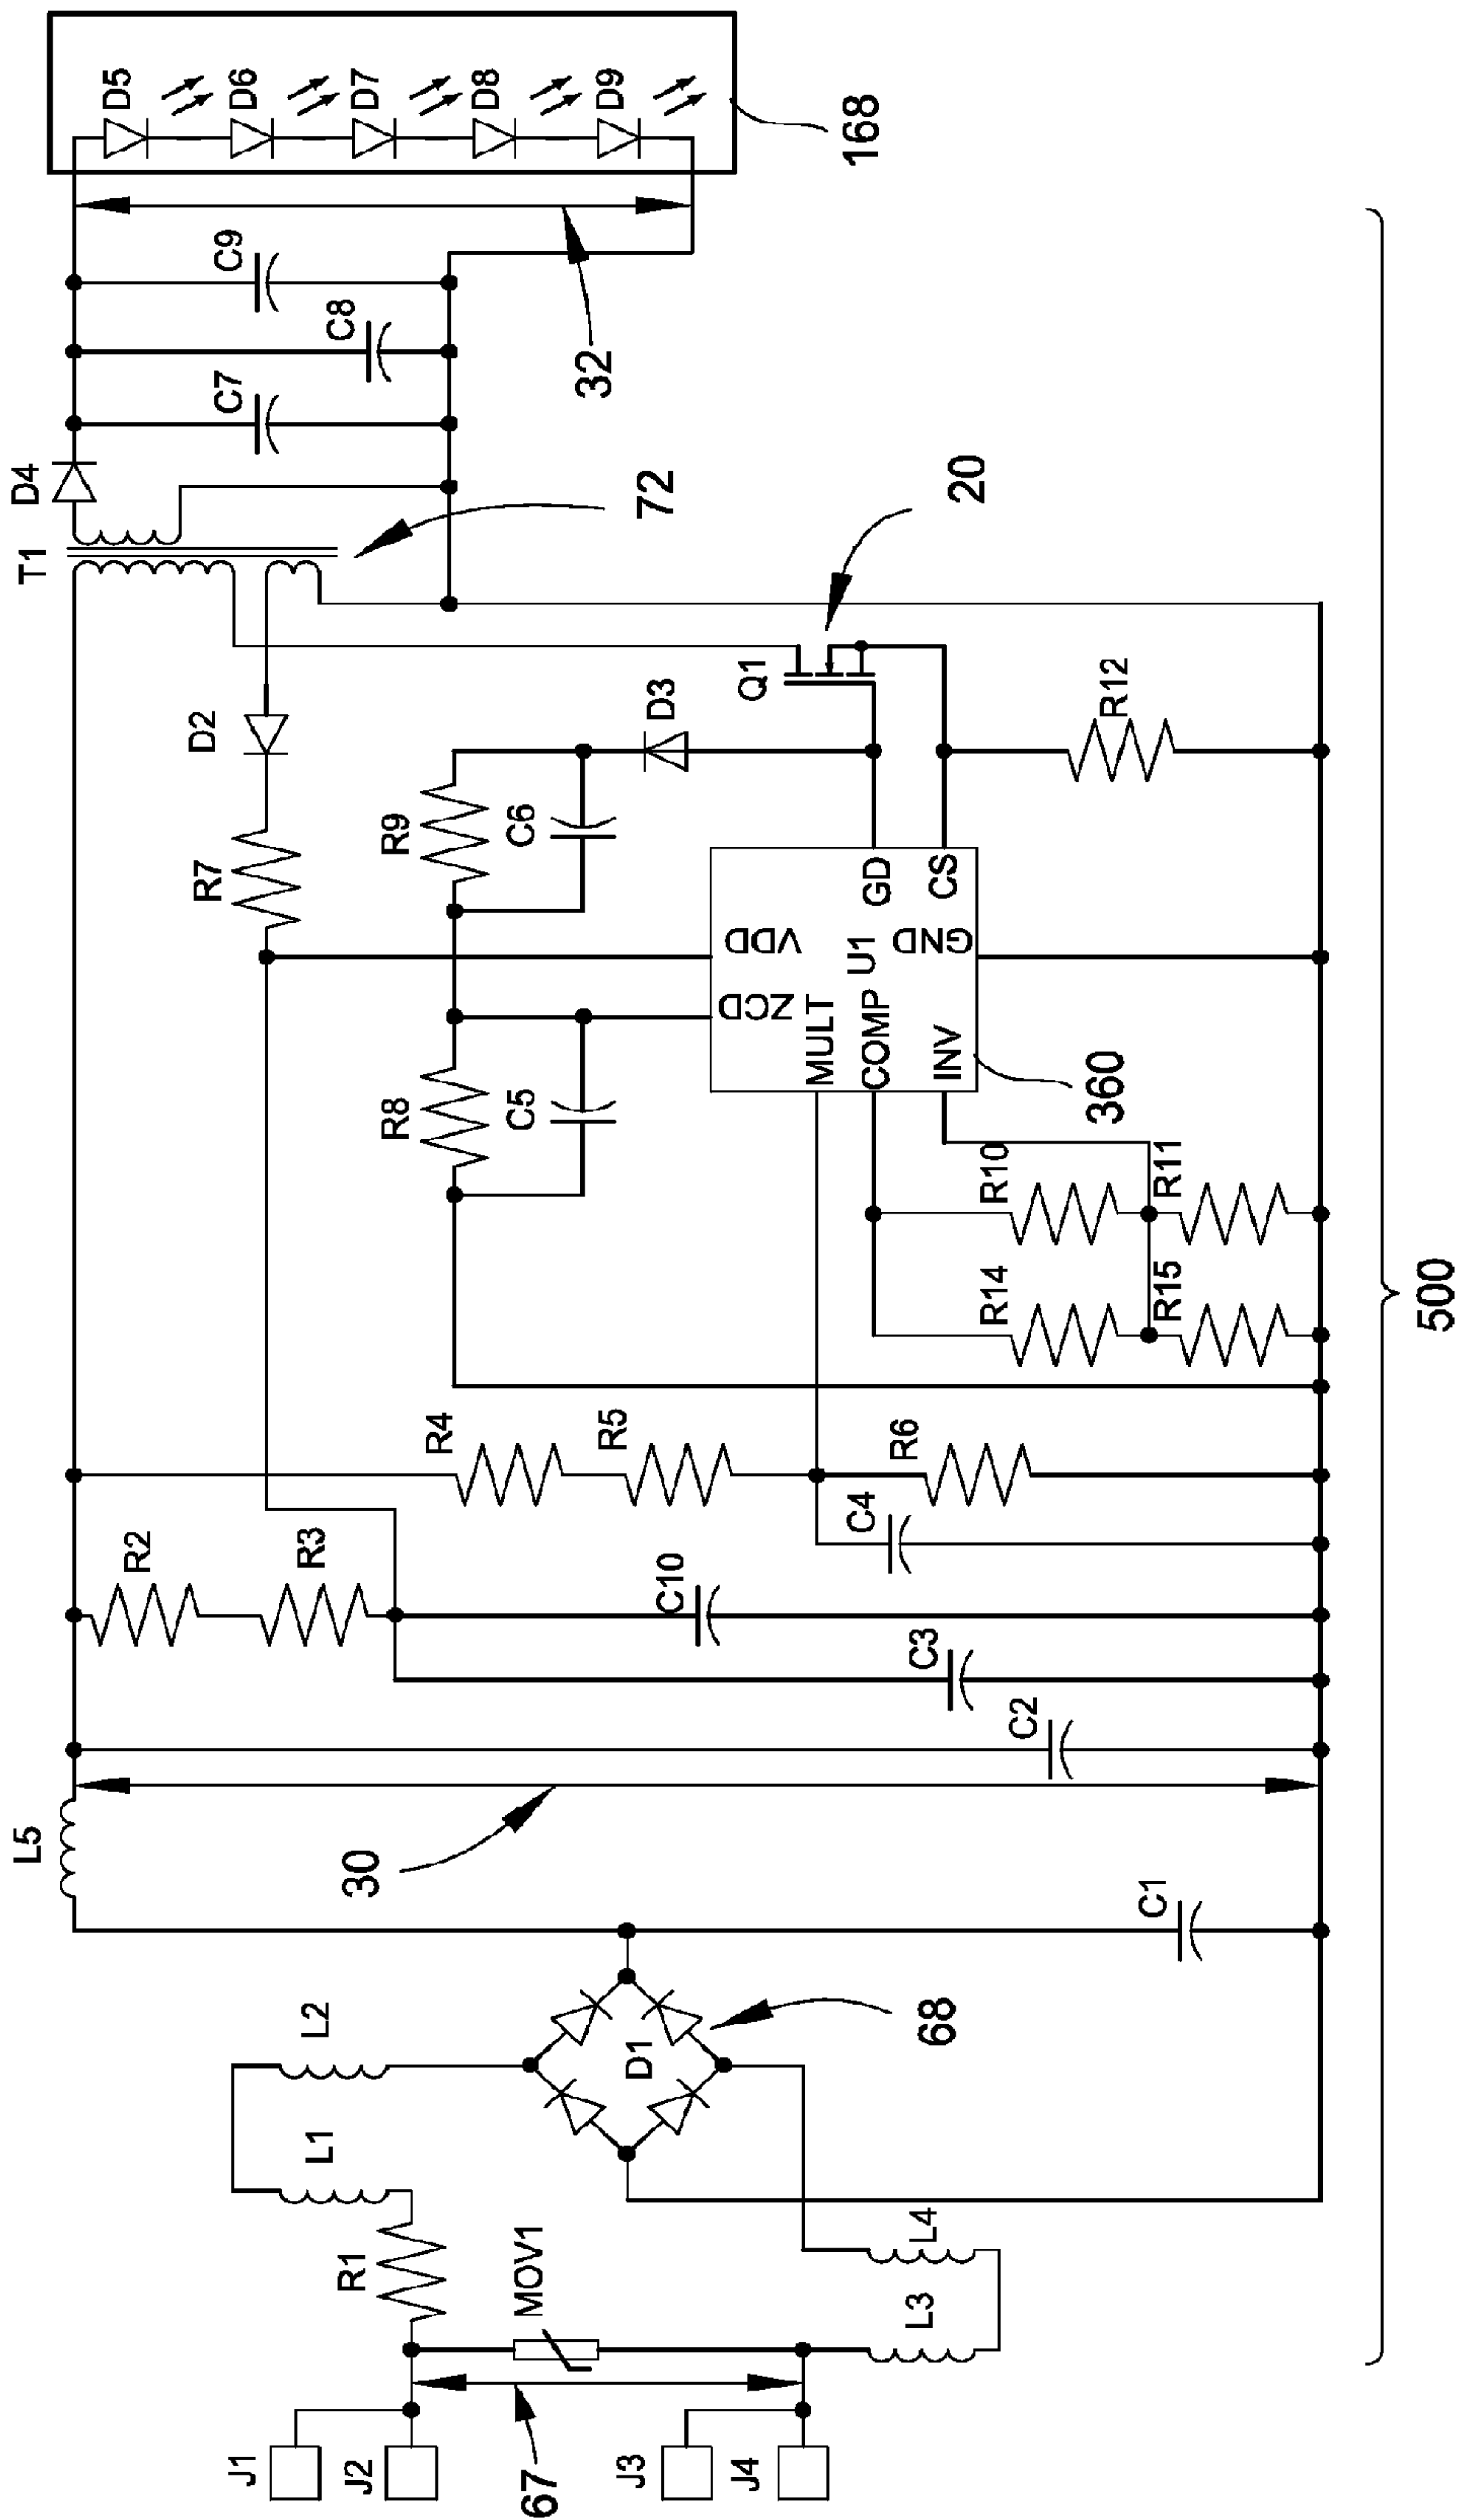 J1
J2
67
J3
J4
MOV1
R1
L1
L2
L3
L4
D1
68
C1
L5
30
C2
C3
C10
R2
R3
C4
R4
R5
R6
R14
R15
R10
R11
360
R8
C5
R9
C6
MULT
COMP
INV
ZCD
VDD
U1
GND
GD
CS
R7
D2
D3
Q1
R12
20
T1
72
D4
C7
C8
C9
32
D5
D6
D7
D8
D9
168
500